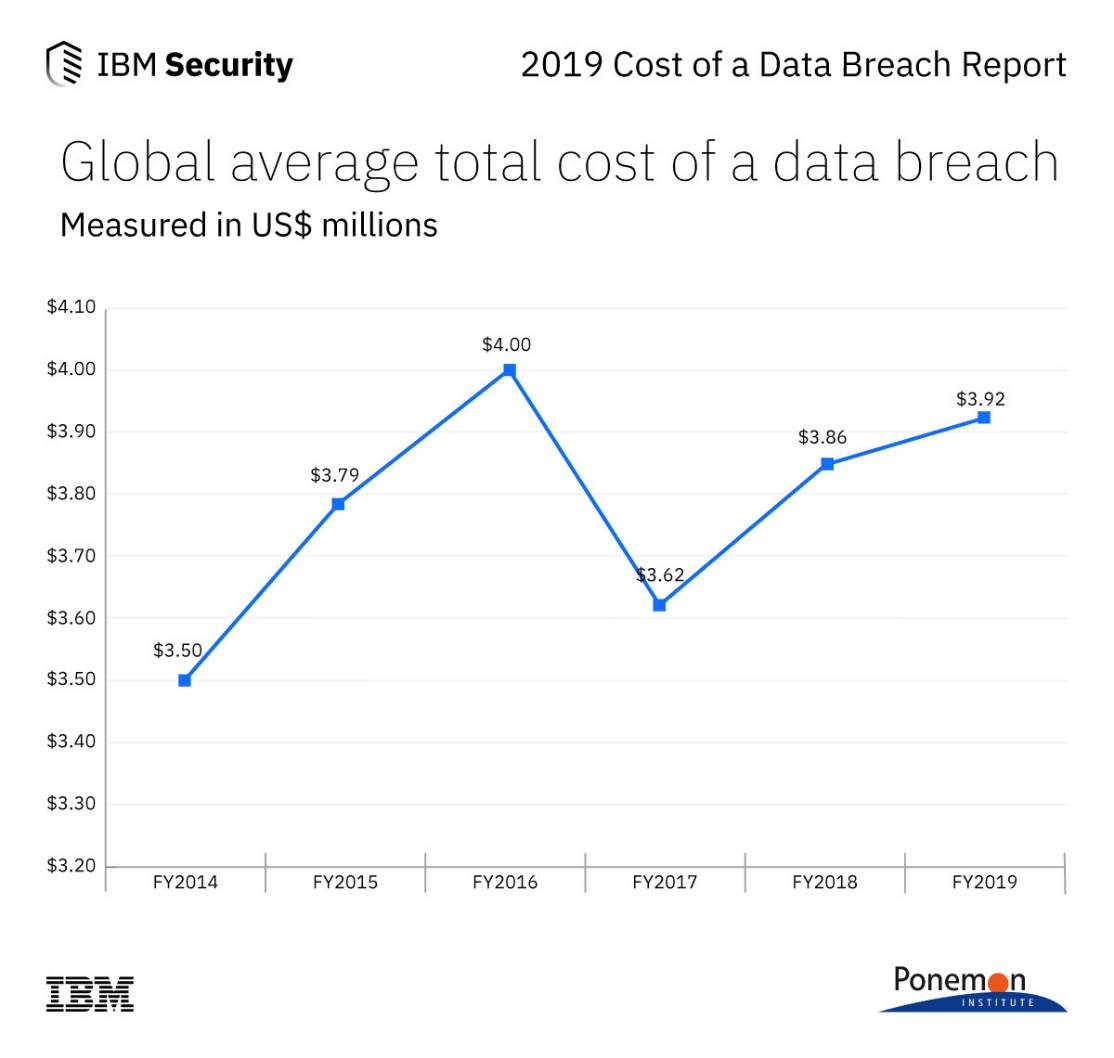 IBM Security
2019 Cost of a Data Breach Report
Global average total cost of a data breach
Measured in US$ millions
$4.10
$4.00
$3.90
$3.80
$3.70
$3.60
$3.50
$3.40
$3.30
$3.20
$3.50
$3.79
$4.00
$3.62
$3.86
$3.92
FY2014
FY2015
FY2016
FY2017
FY2018
FY2019
IBM
Ponemon
INSTITUTE